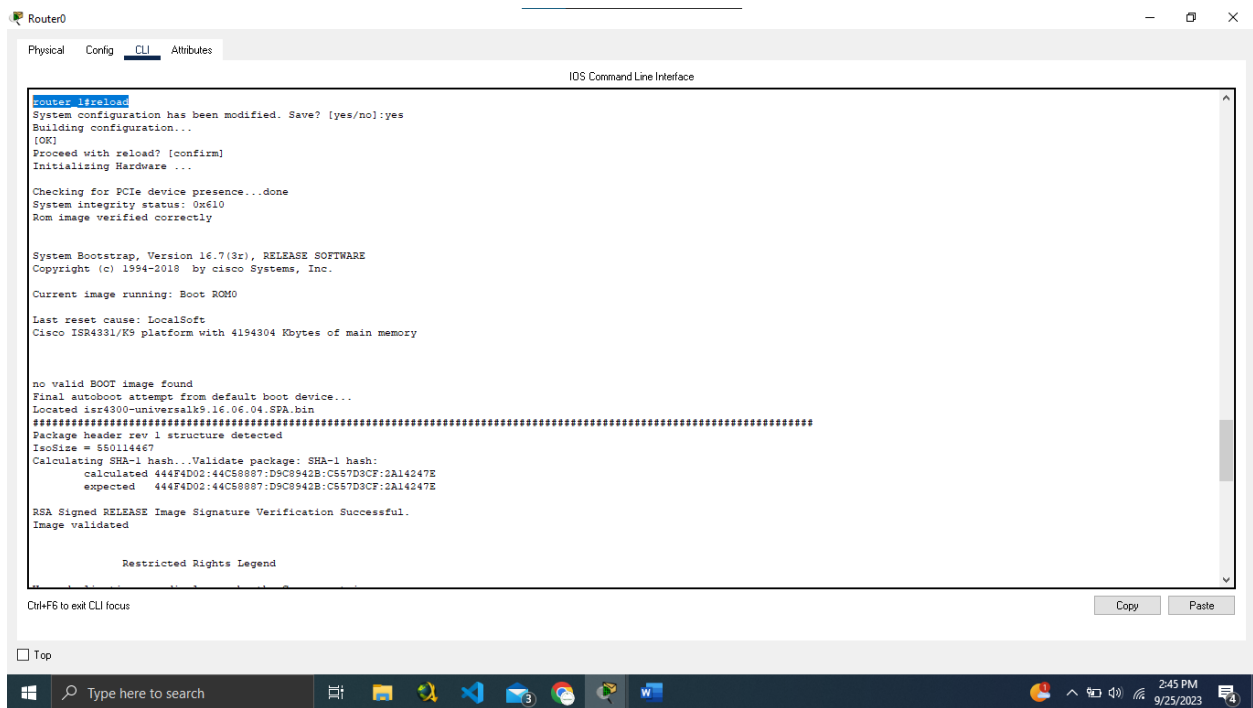 Router0
Physical Config CLI Attributes
IOS Command Line Interface
router_1#reload
System configuration has been modified. Save? [yes/no]:yes
Building configuration...
[OK]
Proceed with reload? [confirm]
Initializing Hardware ...
Checking for PCIe device presence...done
System integrity status: 0x610
Rom image verified correctly
System Bootstrap, Version 16.7(3r), RELEASE SOFTWARE
Copyright (c) 1994-2018 by cisco Systems, Inc.
Current image running: Boot ROM0
Last reset cause: LocalSoft
Cisco ISR4331/K9 platform with 4194304 Kbytes of main memory
no valid BOOT image found
Final autoboot attempt from default boot device...
Located isr4300-universalk9.16.06.04.SPA.bin
##########################################################################################################################
Package header rev 1 structure detected
IsoSize = 550114467
Calculating SHA-1 hash...Validate package: SHA-1 hash:
calculated 444F4D02:44C58887:D9C8942B:C557D3CF:2A14247E
expected 444F4D02:44C58887:D9C8942B:C557D3CF:2A14247E
RSA Signed RELEASE Image Signature Verification Successful.
Image validated
Restricted Rights Legend
Ctrl+F6 to exit CLI focus
Copy Paste
Top
Type here to search
3
1
2:45 PM
9/25/2023
4